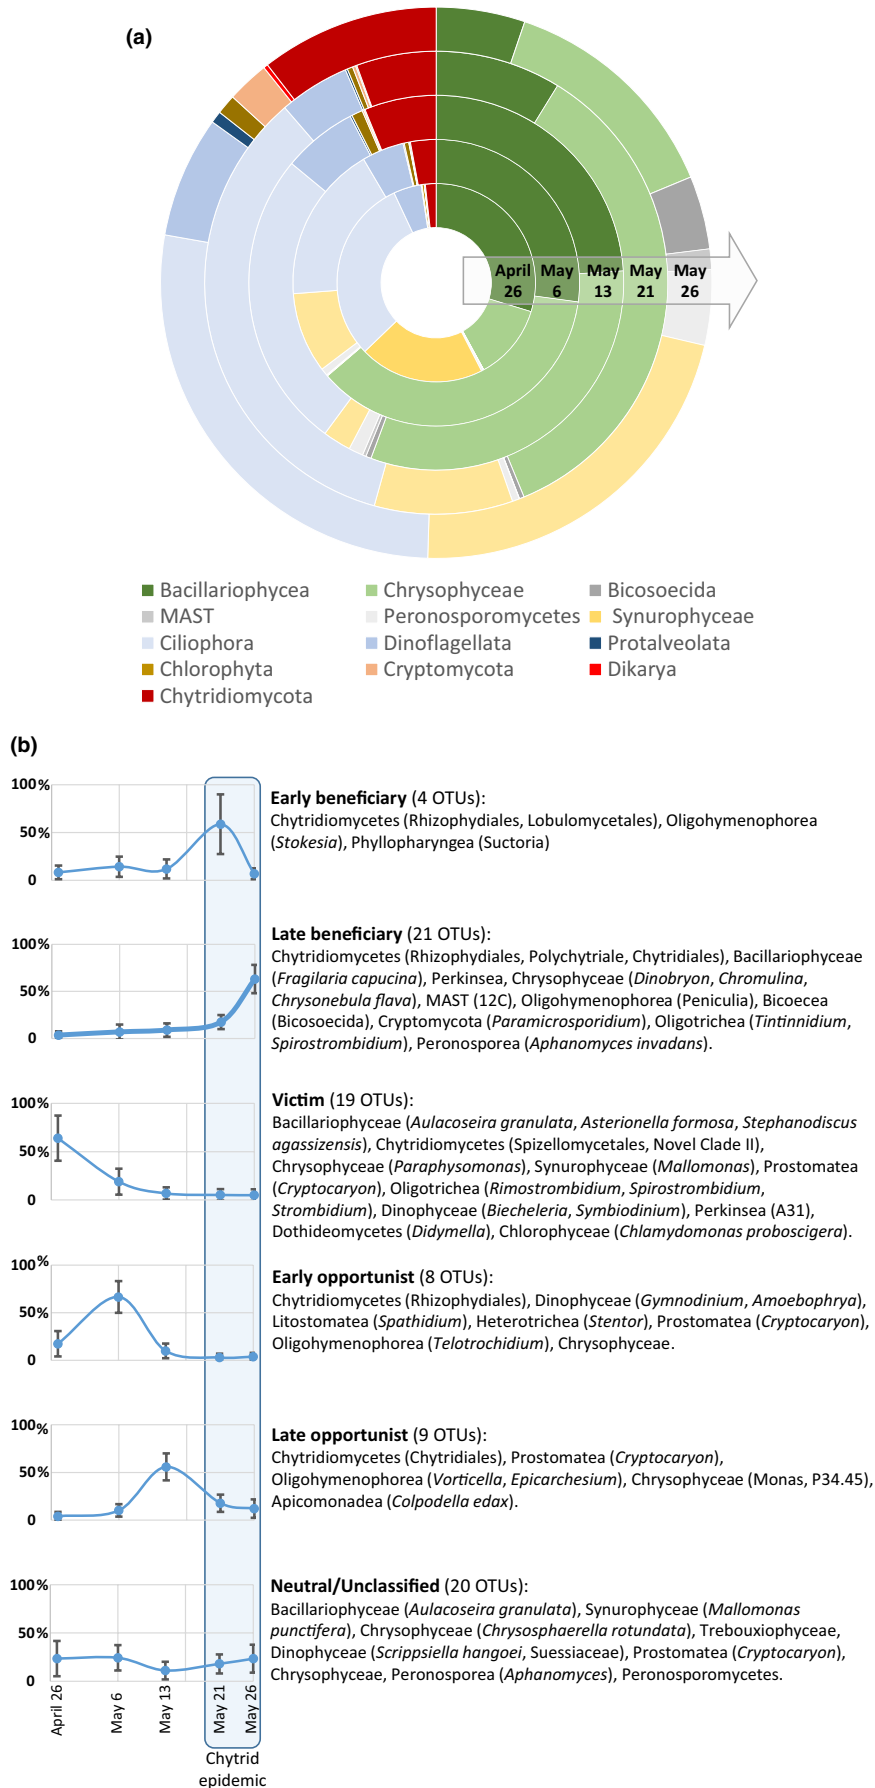 (a)
April
26
May
6
May
13
May
21
May
26
Bacillariophycea
Chrysophyceae
Bicosoecida
MAST
Peronosporomycetes
Synurophyceae
Ciliophora
Dinoflagellata
Protalveolata
Chlorophyta
Cryptomycota
Dikarya
Chytridiomycota
(b)
100%
50%
0
Early beneficiary (4 OTUs):
Chytridiomycetes (Rhizophydiales, Lobulomycetales), Oligohymenophorea
(Stokesia), Phyllopharyngea (Suctoria)
100%
50%
0
Late beneficiary (21 OTUs):
Chytridiomycetes (Rhizophydiales, Polychytriale, Chytridiales), Bacillariophyceae
(Fragilaria capucina), Perkinsea, Chrysophyceae (Dinobryon, Chromulina,
Chrysonebula flava), MAST (12C), Oligohymenophorea (Peniculia), Bicoecea
(Bicosoecida), Cryptomycota (Paramicrosporidium), Oligotrichea (Tintinnidium,
Spirostrombidium), Peronosporea (Aphanomyces invadans).
100%
50%
0
Victim (19 OTUs):
Bacillariophyceae (Aulacoseira granulata, Asterionella formosa, Stephanodiscus
agassizensis), Chytridiomycetes (Spizellomycetales, Novel Clade II),
Chrysophyceae (Paraphysomonas), Synurophyceae (Mallomonas), Prostomatea
(Cryptocaryon), Oligotrichea (Rimostrombidium, Spirostrombidium,
Strombidium), Dinophyceae (Biecheleria, Symbiodinium), Perkinsea (A31),
Dothideomycetes (Didymella), Chlorophyceae (Chlamydomonas proboscigera).
100%
50%
0
Early opportunist (8 OTUs):
Chytridiomycetes (Rhizophydiales), Dinophyceae (Gymnodinium, Amoebophrya),
Litostomatea (Spathidium), Heterotrichea (Stentor), Prostomatea (Cryptocaryon),
Oligohymenophorea (Telotrochidium), Chrysophyceae.
100%
50%
0
Late opportunist (9 OTUs):
Chytridiomycetes (Chytridiales), Prostomatea (Cryptocaryon),
Oligohymenophorea (Vorticella, Epicarchesium), Chrysophyceae (Monas, P34.45),
Apicomonadea (Colpodella edax).
100%
50%
0
Neutral/Unclassified (20 OTUs):
Bacillariophyceae (Aulacoseira granulata), Synurophyceae (Mallomonas
punctifera), Chrysophyceae (Chrysosphaerella rotundata), Trebouxiophyceae,
Dinophyceae (Scrippsiella hangoei, Suessiaceae), Prostomatea (Cryptocaryon),
Chrysophyceae, Peronosporea (Aphanomyces), Peronosporomycetes.
April 26
May 6
May 13
May 21
May 26
Chytrid
epidemic